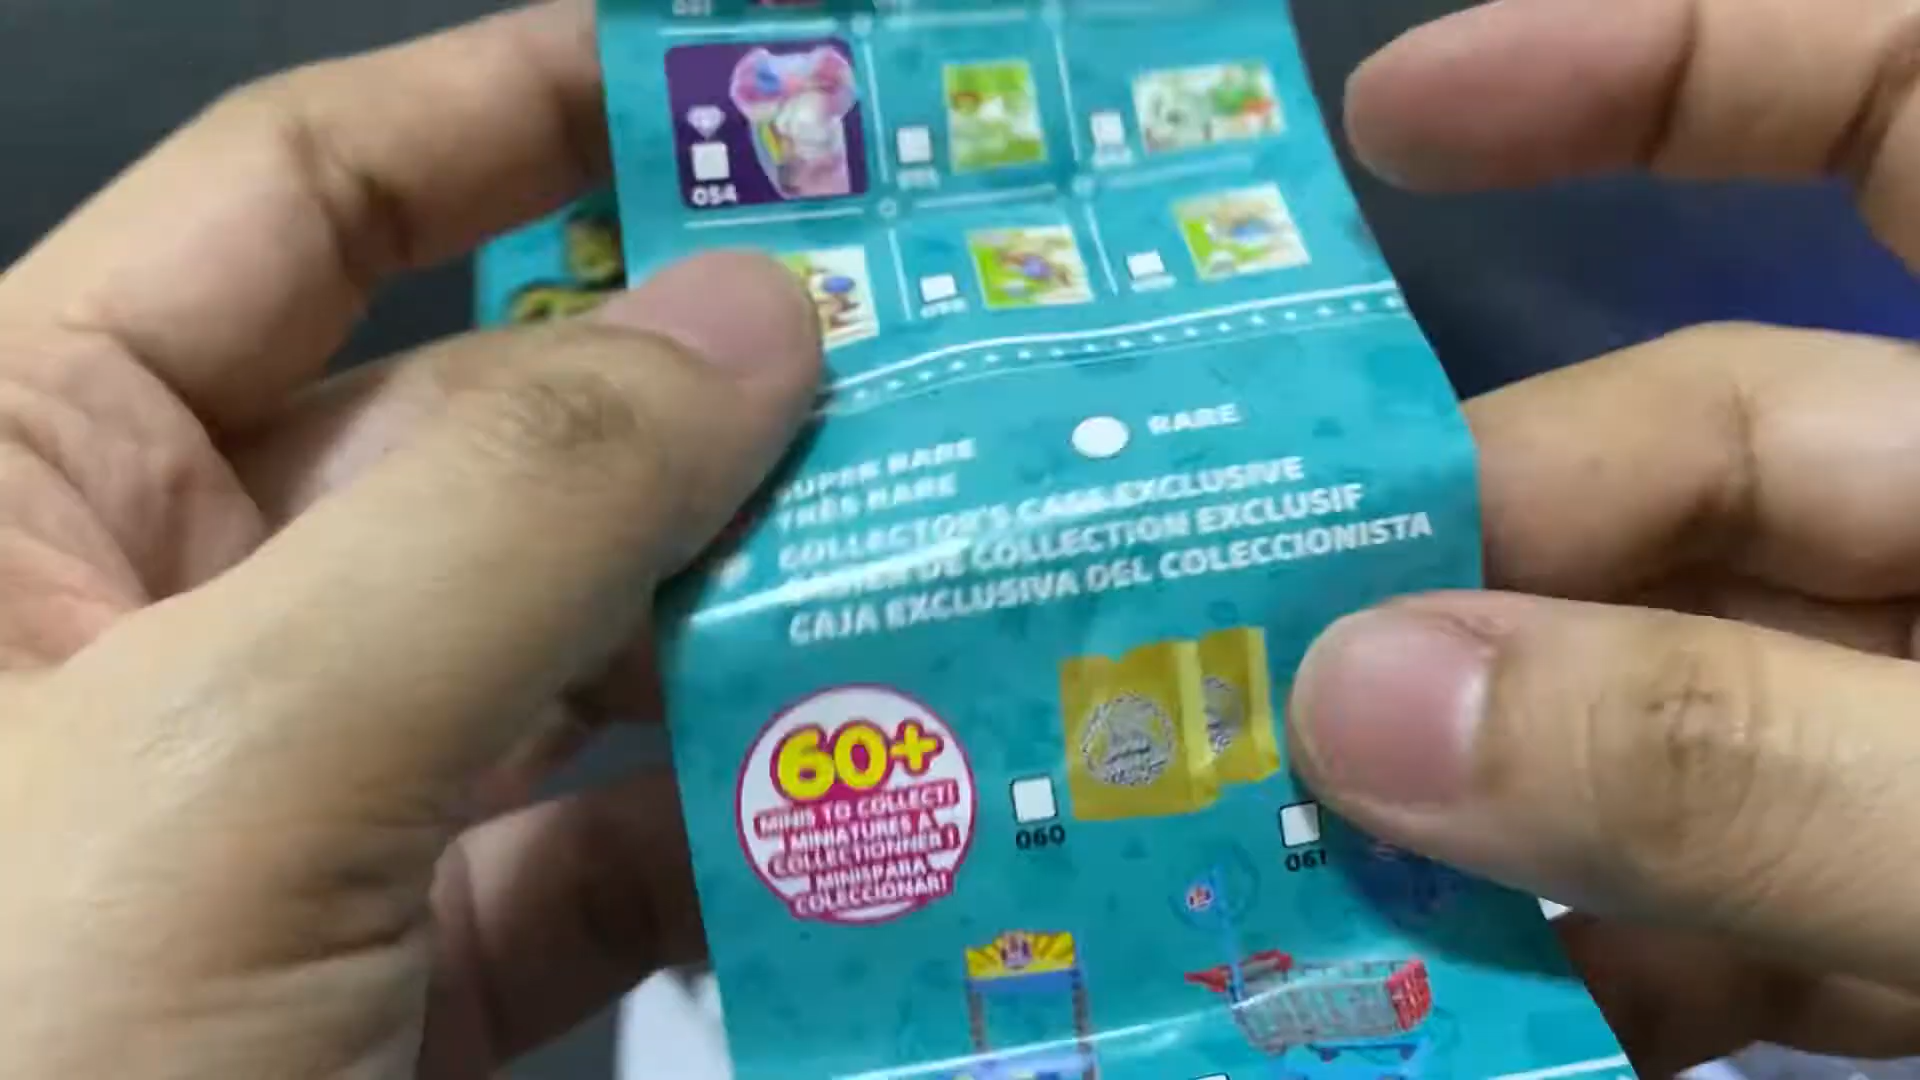 054
RARE
SUPER RARE
TRÈS RARE
COLLECTOR'S CASE EXCLUSIVE
DE COLLECTION EXCLUSIF
CAJA EXCLUSIVA DEL COLECCIONISTA
60+
MINIS TO COLLECT!
MINIATURES À
COLLECTIONNER !
MINIS PARA
COLECCIONAR!
060
061